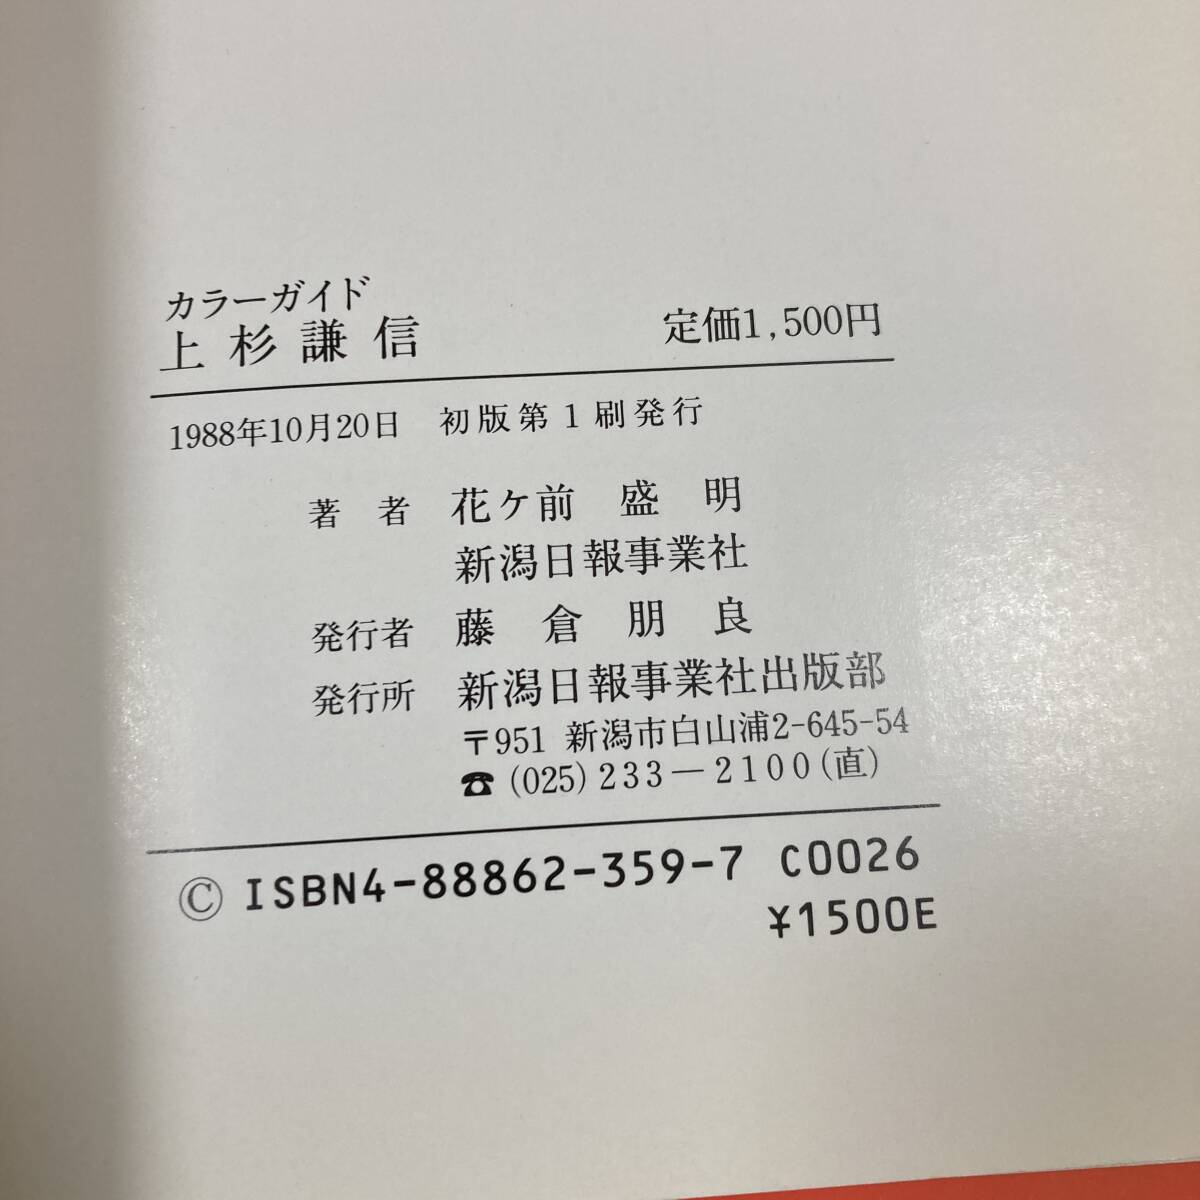 カラーガイド
上杉謙信 定価1,500円
1988年10月20日 初版第1刷発行
著者 花ケ前 盛明
新潟日報事業社
発行者 藤倉朋良
発行所 新潟日報事業社出版部
〒951 新潟市白山浦2-645-54
☎(025)233—2100(直)
©ISBN4-88862-359-7 C0026
¥1500E